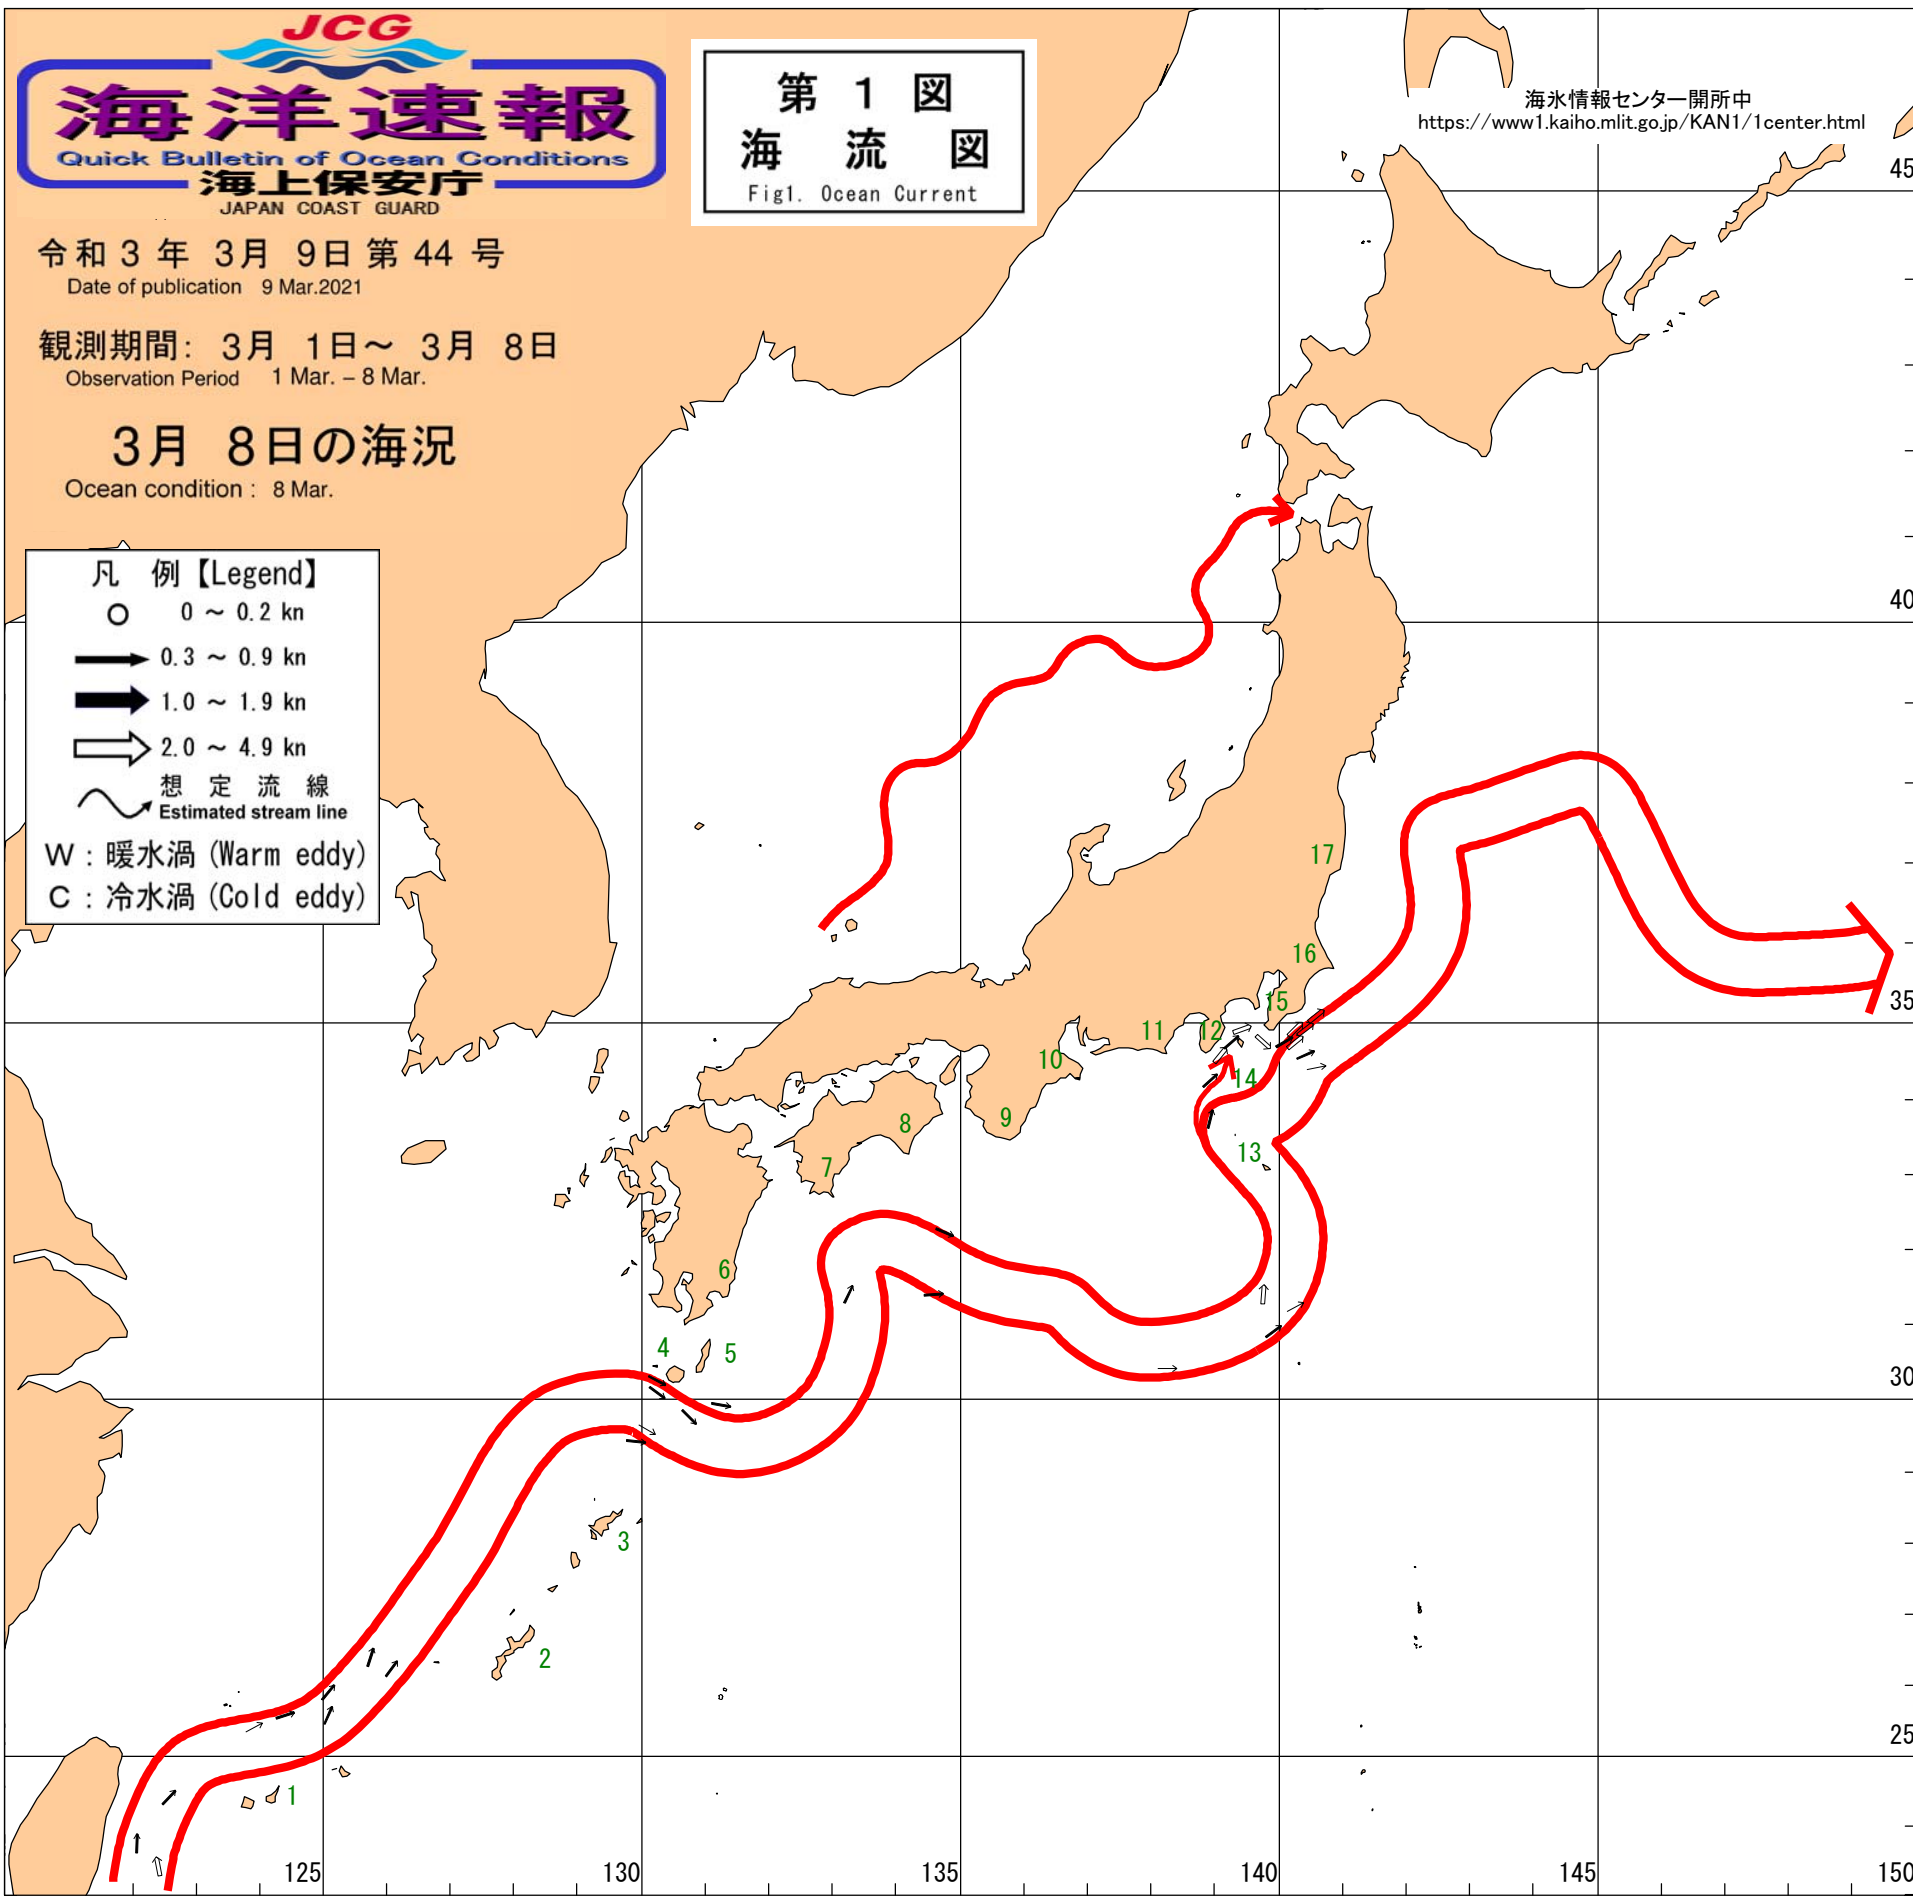 JCG
海洋速報
Quick Bulletin of Ocean Conditions
海上保安庁
JAPAN COAST GUARD
第 1 図
海 流 図
Fig1. Ocean Current
海氷情報センター開所中
https://www1.kaiho.mlit.go.jp/KAN1/1center.html
令和 3 年 3月 9日 第 44 号
Date of publication 9 Mar.2021
観測期間: 3月 1日～ 3月 8日
Observation Period 1 Mar. – 8 Mar.
3月 8日の海況
Ocean condition : 8 Mar.
凡 例【Legend】
0 ～ 0.2 kn
0.3 ～ 0.9 kn
1.0 ～ 1.9 kn
2.0 ～ 4.9 kn
想 定 流 線
Estimated stream line
W : 暖水渦 (Warm eddy)
C : 冷水渦 (Cold eddy)
45
40
17
16
35
15
12
11
10
14
9
8
13
7
6
4
5
30
3
2
25
1
125
130
135
140
145
150